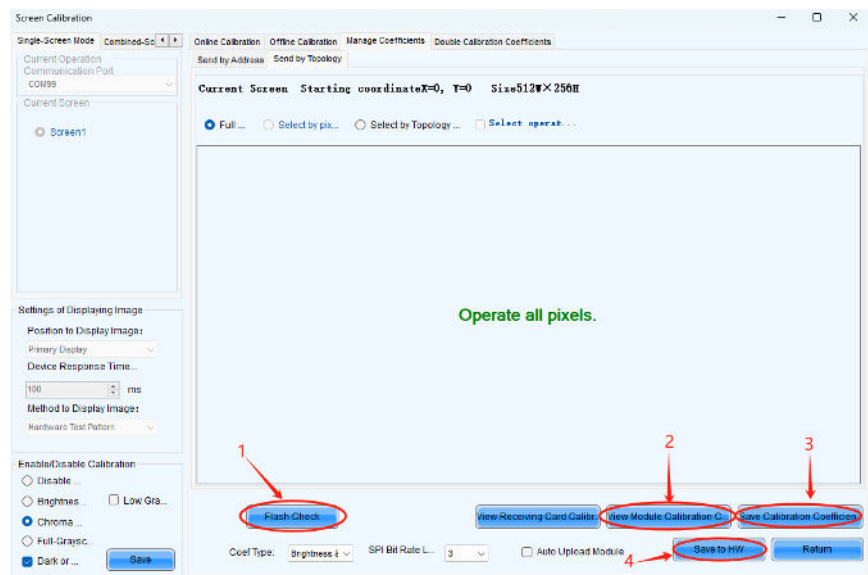 Screen Calibration
Single-Screen Mode Combined-Sc
Current Operation
Communication Port
COM99
Current Screen
Screen1
Settings of Displaying Image
Position to Display Image:
Primary Display
Device Response Time...
100 ms
Method to Display Image:
Hardware Test Pattern
Enable/Disable Calibration
Disable ...
Brightnes... Low Gra...
Chroma ...
Full-Graysc...
Dark or ... Save
Online Calibration Offline Calibration Manage Coefficients Double Calibration Coefficients
Send by Address Send by Topology
Current Screen Starting coordinateX=0, Y=0 Size512W×256H
Full ... Select by pix... Select by Topology ... Select operat...
Operate all pixels.
1
2
3
Flash Check View Receiving Card Calibr. View Module Calibration C. Save Calibration Coefficien
Coef Type: Brightness & SPI Bit Rate L... 3 Auto Upload Module Save to HW Return
4